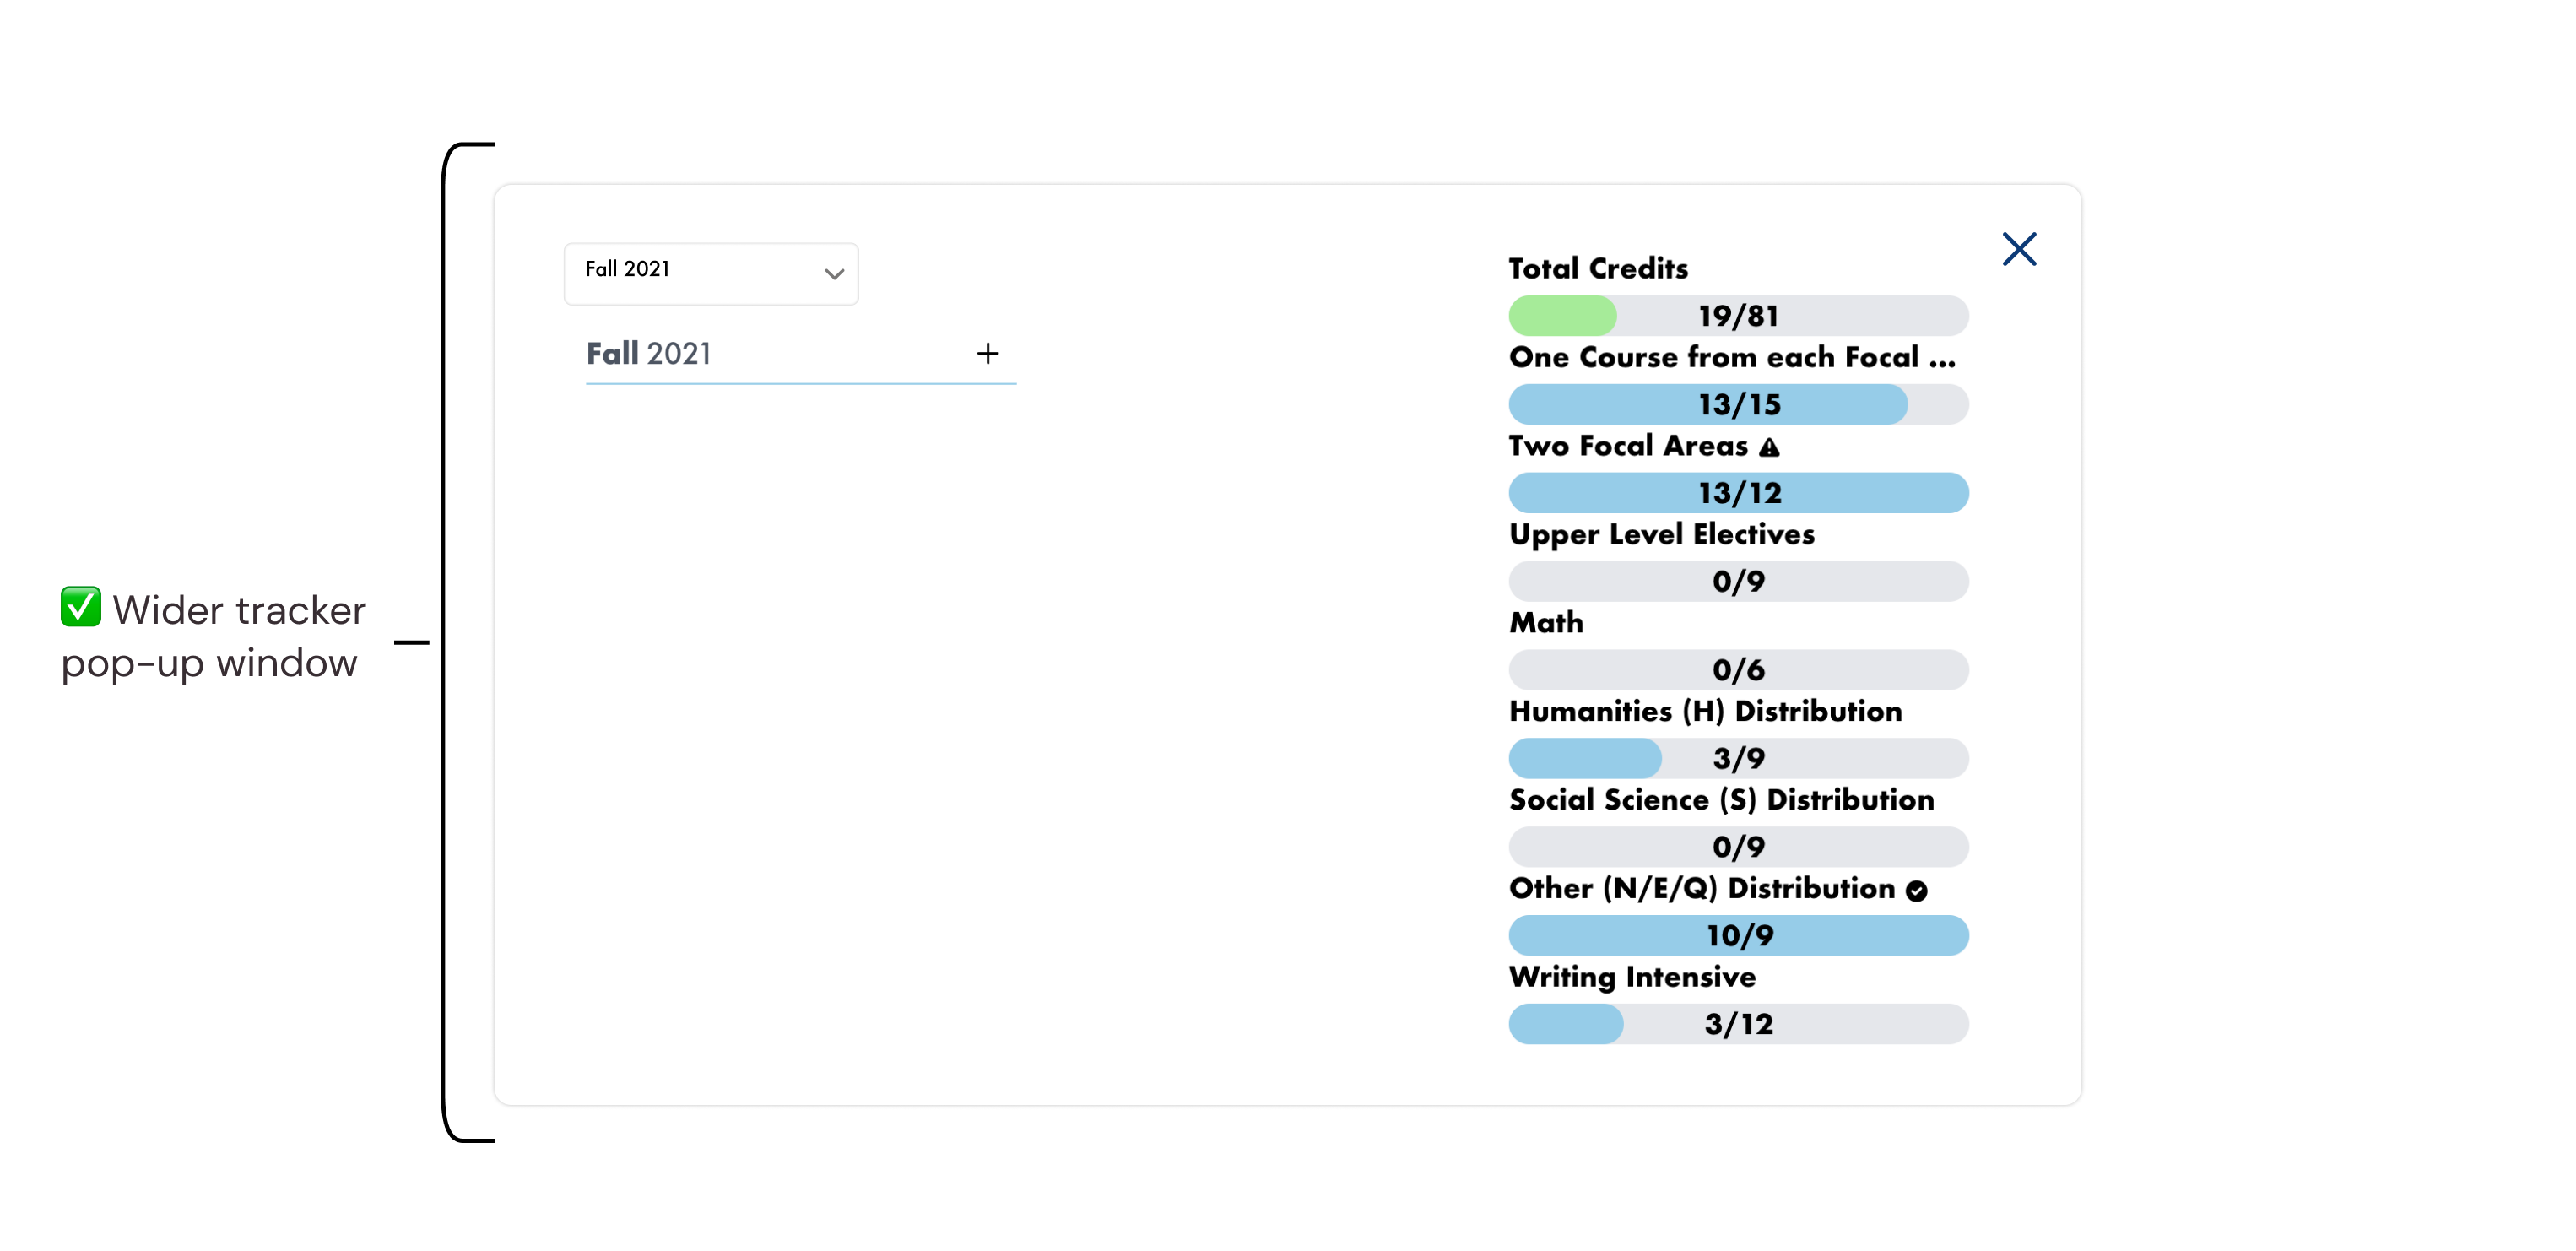 ✅ Wider tracker
pop-up window
Fall 2021
Fall 2021
Total Credits
19/81
One Course from each Focal ...
13/15
Two Focal Areas
13/12
Upper Level Electives
0/9
Math
0/6
Humanities (H) Distribution
3/9
Social Science (S) Distribution
0/9
Other (N/E/Q) Distribution
10/9
Writing Intensive
3/12